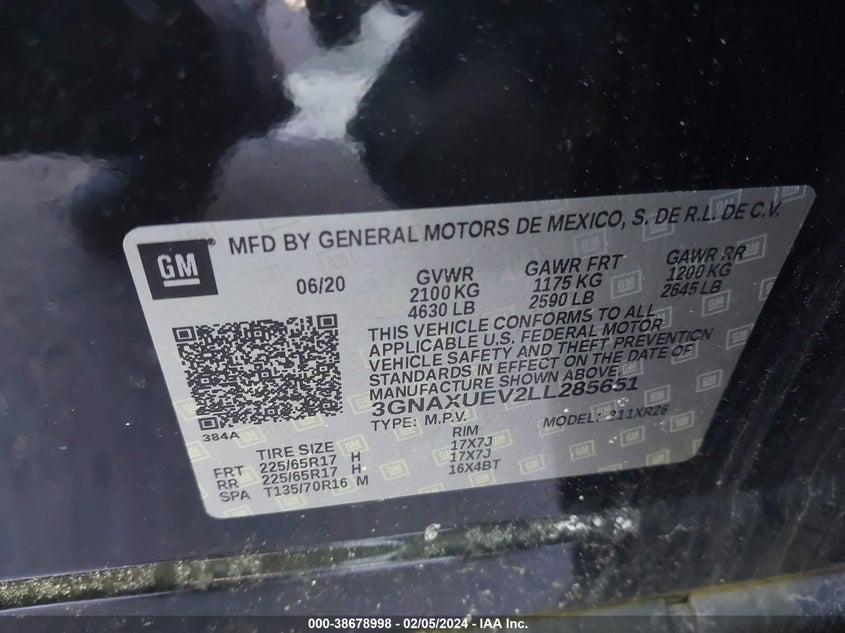 MFD BY GENERAL MOTORS DE MEXICO, S. DE R.L. DE C.V.
GM®
06/20
GVWR
2100 KG
4630 LB
GAWR FRT
1175 KG
2590 LB
GAWR RR
1200 KG
2645 LB
THIS VEHICLE CONFORMS TO ALL
APPLICABLE U.S. FEDERAL MOTOR
VEHICLE SAFETY AND THEFT PREVENTION
STANDARDS IN EFFECT ON THE DATE OF
MANUFACTURE SHOWN ABOVE.
3GNAXUEV2LL285651
TYPE: M.P.V. MODEL: 211XR26
384A
TIRE SIZE RIM
FRT 225/65R17 H 17X7J
RR 225/65R17 H 17X7J
SPA T135/70R16 M 16X4BT
000-38678998 - 02/05/2024 - IAA Inc.